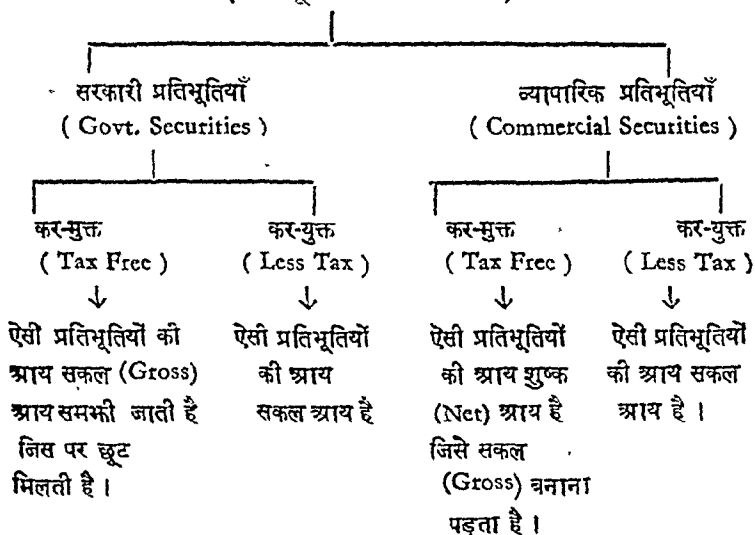 सरकारी प्रतिभूतियाँ
( Govt. Securities )
व्यापारिक प्रतिभूतियाँ
( Commercial Securities )
कर-मुक्त
( Tax Free )
कर-युक्त
( Less Tax )
कर-मुक्त
( Tax Free )
कर-युक्त
( Less Tax )
ऐसी प्रतिभूतियों की
आय सकल (Gross)
आय समझी जाती है
जिस पर छूट
मिलती है ।
ऐसी प्रतिभूतियों
की आय
सकल आय है
ऐसी प्रतिभूतियों
की आय शुष्क
(Net) आय है
जिसे सकल
(Gross) बनाना
पड़ता है ।
ऐसी प्रतिभूतियों
की आय सकल
आय है ।